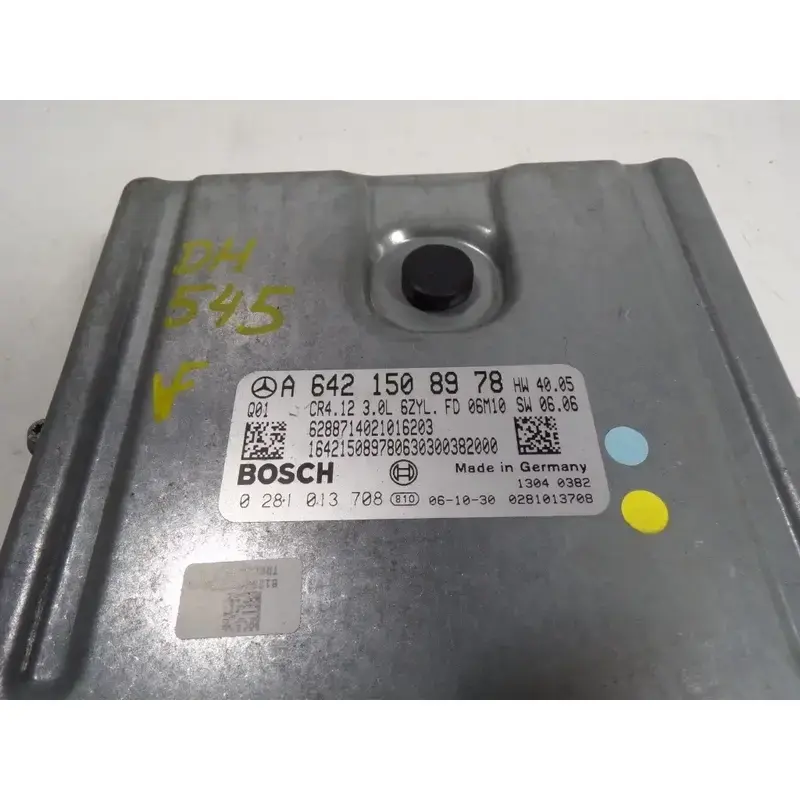 DH
545
A 642 150 89 78 HW 40.05
Q01 CR4.12 3.0L 6ZYL. FD 06M10 SW 06.06
6288714021016203
164215089780630300382000
BOSCH Made in Germany
1304 0382
0 281 013 708 810 06-10-30 0281013708